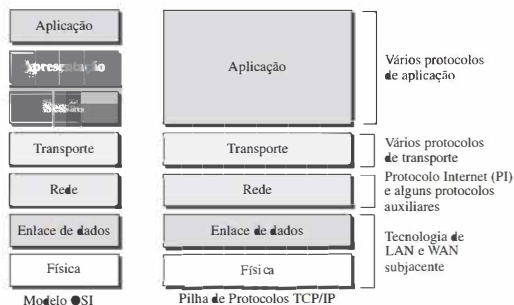 Aplicação
Apresentação
Sessão
Transporte
Rede
Enlace de dados
Física
Modelo OSI
Aplicação
Transporte
Rede
Enlace de dados
Física
Pilha de Protocolos TCP/IP
Vários protocolos
de aplicação
Vários protocolos
de transporte
Protocolo Internet (PI)
e alguns protocolos
auxiliares
Tecnologia de
LAN e WAN
subjacente